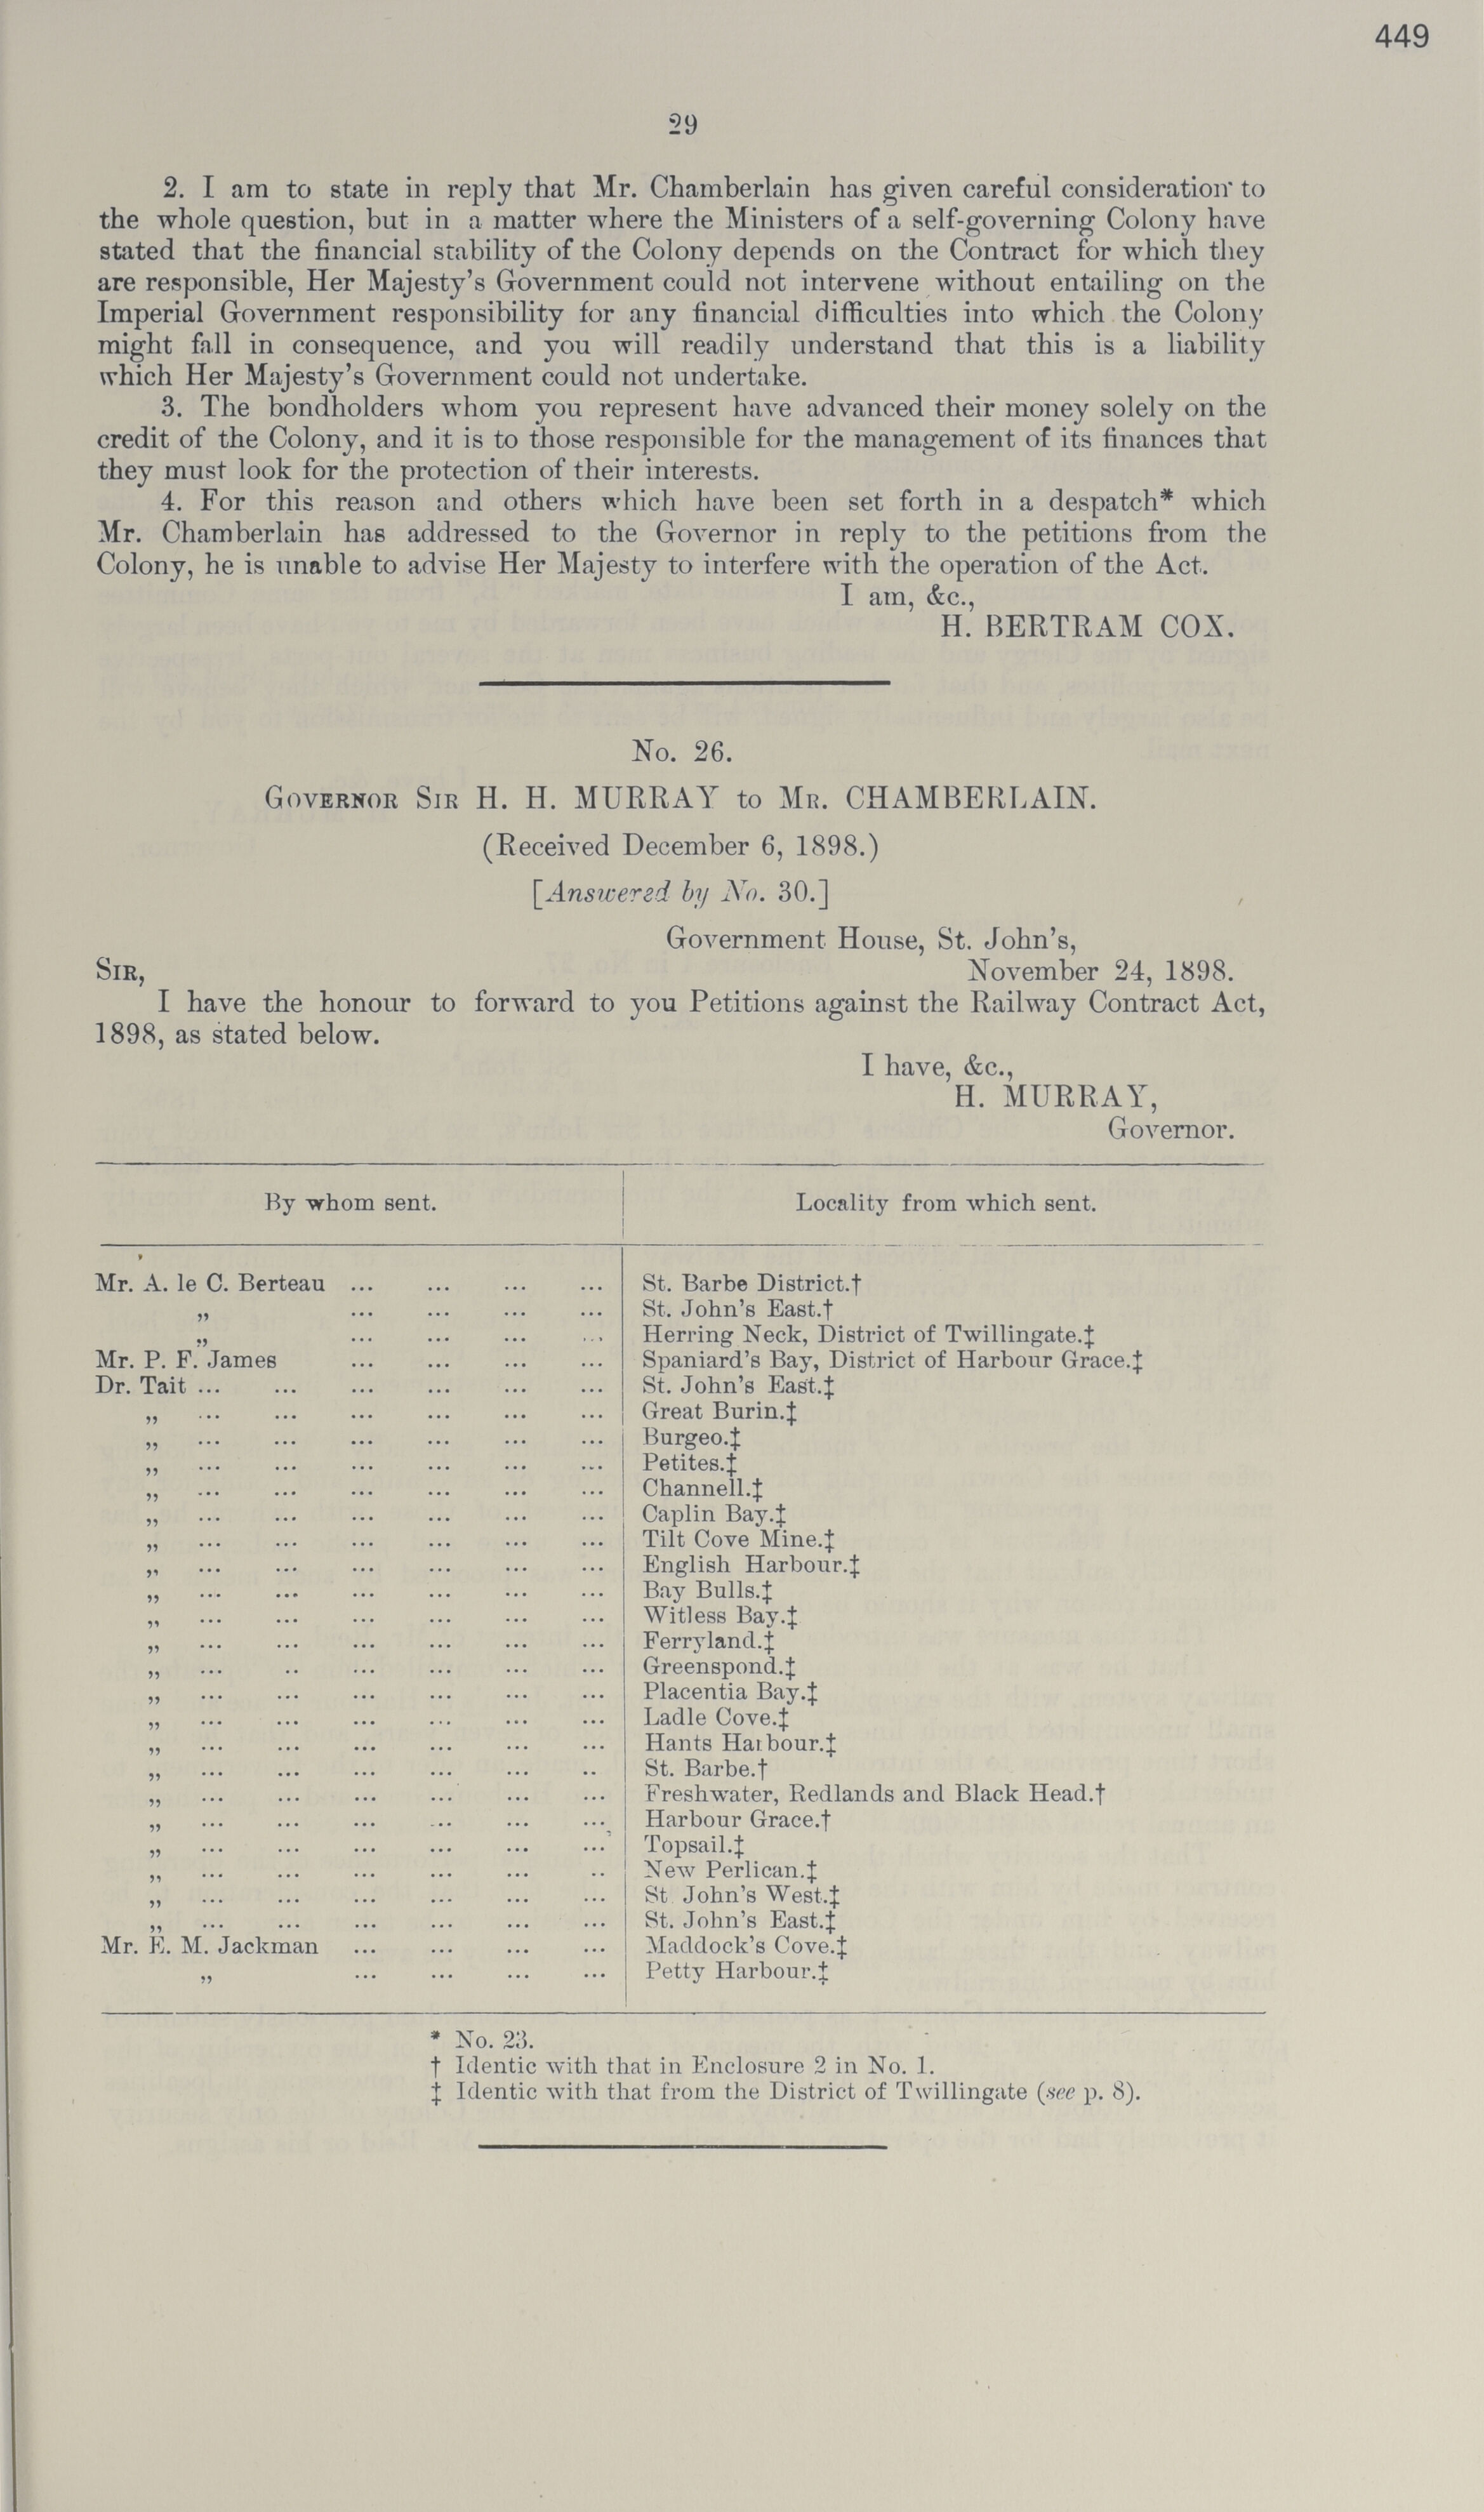 449
29
2. I am to state in reply that Mr. Chamberlain has given careful consideration to
the whole question, but in a matter where the Ministers of a self-governing Colony have
stated that the financial stability of the Colony depends on the Contract for which they
are responsible, Her Majesty's Government could not intervene without entailing on the
Imperial Government responsibility for any financial difficulties into which the Colony
might fall in consequence, and you will readily understand that this is a liability
which Her Majesty's Government could not undertake.
3. The bondholders whom you represent have advanced their money solely on the
credit of the Colony, and it is to those responsible for the management of its finances that
they must look for the protection of their interests.
4. For this reason and others which have been set forth in a despatch* which
Mr. Chamberlain has addressed to the Governor in reply to the petitions from the
Colony, he is unable to advise Her Majesty to interfere with the operation of the Act.
I am, &c.,
H. BERTRAM COX.
No. 26.
GOVERNOR SIR H. H. MURRAY to MR. CHAMBERLAIN.
(Received December 6, 1898.)
[Answered by No. 30.]
Government House, St. John's,
SIR, November 24, 1898.
I have the honour to forward to you Petitions against the Railway Contract Act,
1898, as stated below.
I have, &c.,
H. MURRAY,
Governor.
By whom sent. Locality from which sent.
Mr. A. le C. Berteau ... ... ... ... St. Barbe District.†
„ ... ... ... ... St. John's East.†
„ ... ... ... ... Herring Neck, District of Twillingate.‡
Mr. P. F. James ... ... ... ... Spaniard's Bay, District of Harbour Grace.‡
Dr. Tait ... ... ... ... ... ... St. John's East.‡
„ ... ... ... ... ... ... Great Burin.‡
„ ... ... ... ... ... ... Burgeo.‡
„ ... ... ... ... ... ... Petites.‡
„ ... ... ... ... ... ... Channell.‡
„ ... ... ... ... ... ... Caplin Bay.‡
„ ... ... ... ... ... ... Tilt Cove Mine.‡
„ ... ... ... ... ... ... English Harbour.‡
„ ... ... ... ... ... ... Bay Bulls.‡
„ ... ... ... ... ... ... Witless Bay.‡
„ ... ... ... ... ... ... Ferryland.‡
„ ... .. ... ... ... ... Greenspond.‡
„ ... ... ... ... ... ... Placentia Bay.‡
„ ... ... ... ... ... ... Ladle Cove.‡
„ ... ... ... ... ... ... Hants Harbour.‡
„ ... ... ... ... ... .. St. Barbe.†
„ ... ... ... ... ... ... Freshwater, Redlands and Black Head.†
„ ... ... ... ... ... ... Harbour Grace.†
„ ... ... ... ... ... ... Topsail.‡
„ ... ... ... ... ... .. New Perlican.‡
„ ... ... ... ... ... ... St. John's West.‡
„ ... ... ... ... ... ... St. John's East.‡
Mr. E. M. Jackman ... ... ... ... Maddock's Cove.‡
„ ... ... ... ... Petty Harbour.‡
* No. 23.
† Identic with that in Enclosure 2 in No. 1.
‡ Identic with that from the District of Twillingate (see p. 8).